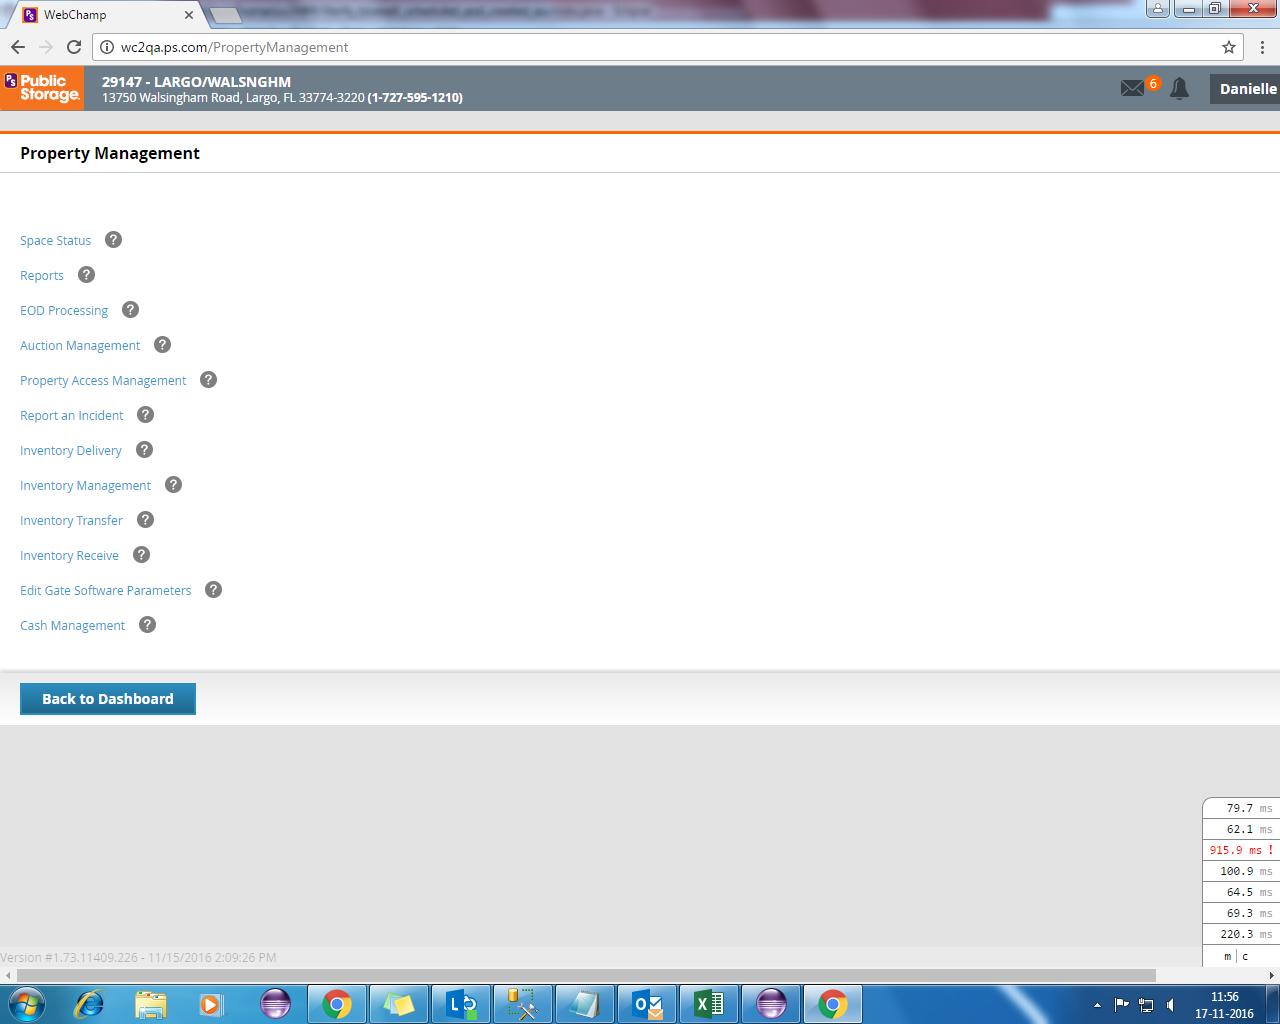 WebChamp
wc2qa.ps.com/PropertyManagement
PS Public Storage.
29147 - LARGO/WALSNGHM
13750 Walsingham Road, Largo, FL 33774-3220 (1-727-595-1210)
6
Danielle
Property Management
Space Status ?
Reports ?
EOD Processing ?
Auction Management ?
Property Access Management ?
Report an Incident ?
Inventory Delivery ?
Inventory Management ?
Inventory Transfer ?
Inventory Receive ?
Edit Gate Software Parameters ?
Cash Management ?
Back to Dashboard
79.7 ms
62.1 ms
915.9 ms !
100.9 ms
64.5 ms
69.3 ms
220.3 ms
m | c
Version #1.73.11409.226 - 11/15/2016 2:09:26 PM
11:56
17-11-2016